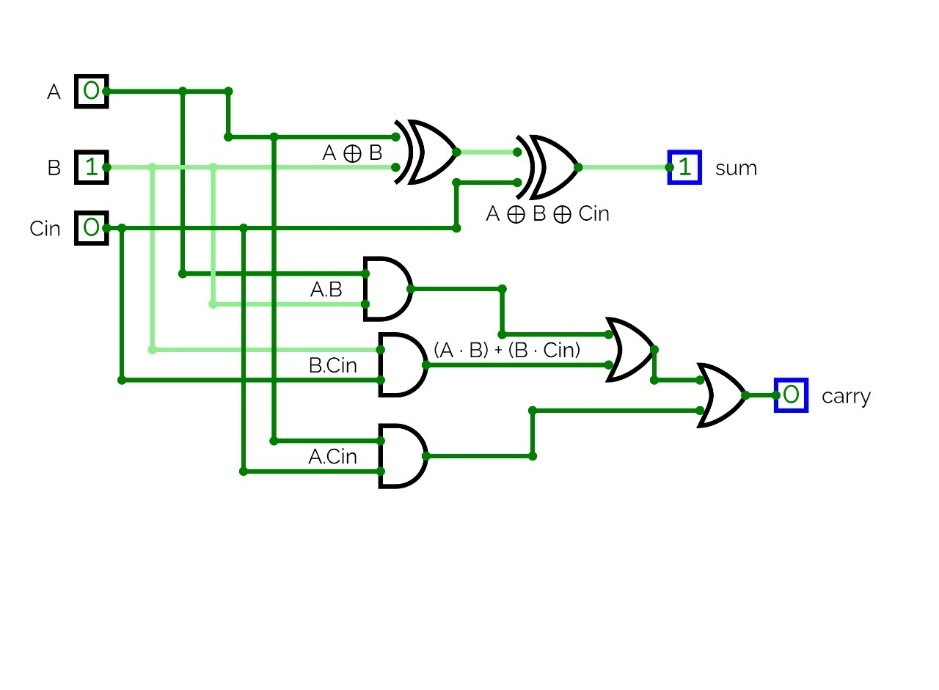 A 0
A ⊕ B
B 1
1 sum
Cin 0
A ⊕ B ⊕ Cin
A.B
(A · B) + (B · Cin)
B.Cin
0 carry
A.Cin